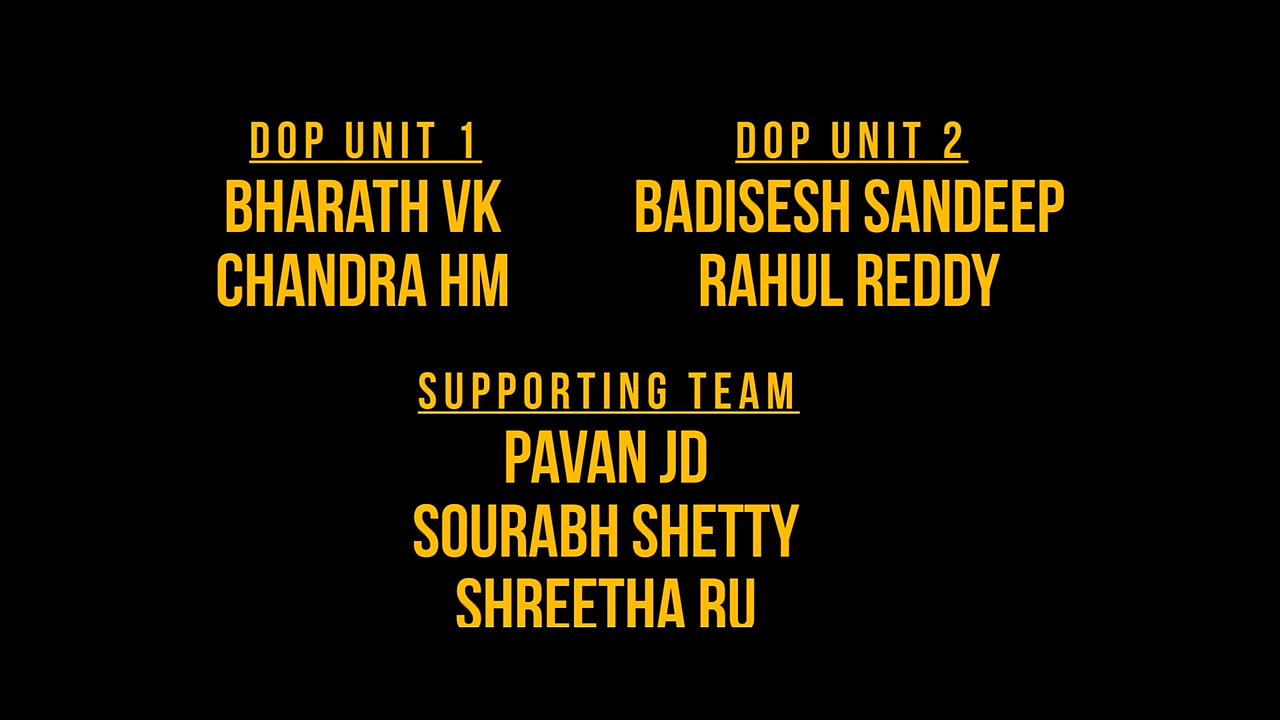 DOP UNIT 1
BHARATH VK
CHANDRA HM
DOP UNIT 2
BADISESH SANDEEP
RAHUL REDDY
SUPPORTING TEAM
PAVAN JD
SOURABH SHETTY
SHREETHA RU